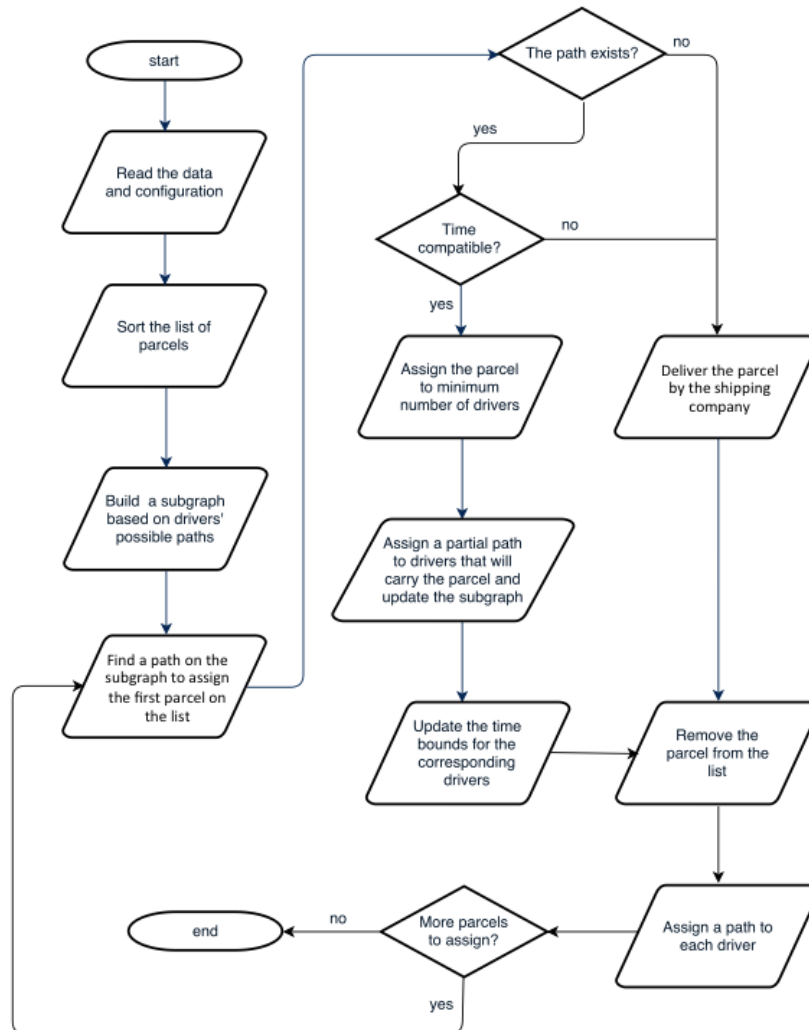 start
Read the data
and configuration
Sort the list of
parcels
Build a subgraph
based on drivers'
possible paths
Find a path on the
subgraph to assign
the first parcel on
the list
The path exists?
no
yes
Time
compatible?
no
yes
Assign the parcel
to minimum
number of drivers
Deliver the parcel
by the shipping
company
Assign a partial path
to drivers that will
carry the parcel and
update the subgraph
Update the time
bounds for the
corresponding
drivers
Remove the
parcel from the
list
Assign a path to
each driver
More parcels
to assign?
no
end
yes